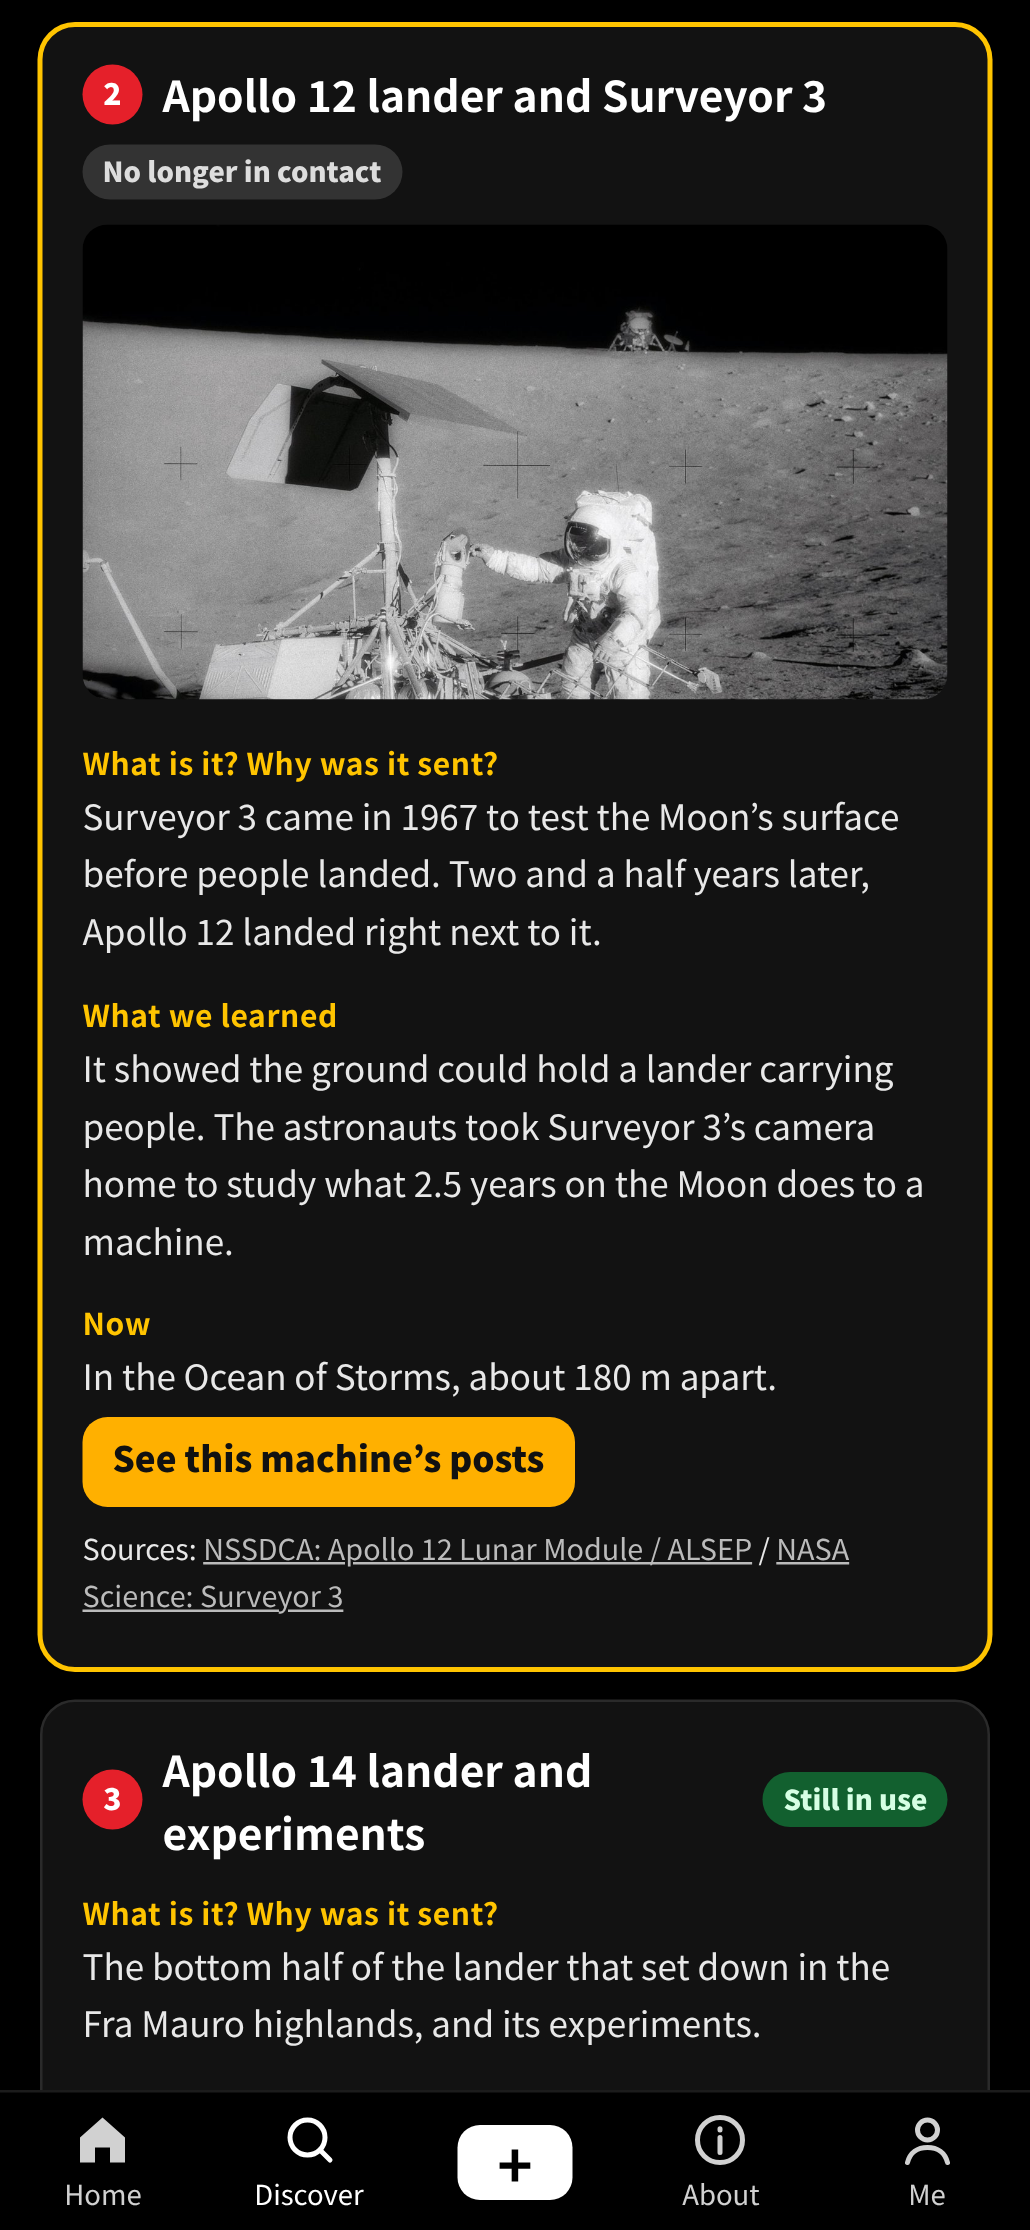 2 Apollo 12 lander and Surveyor 3
No longer in contact
What is it? Why was it sent?
Surveyor 3 came in 1967 to test the Moon’s surface
before people landed. Two and a half years later,
Apollo 12 landed right next to it.
What we learned
It showed the ground could hold a lander carrying
people. The astronauts took Surveyor 3’s camera
home to study what 2.5 years on the Moon does to a
machine.
Now
In the Ocean of Storms, about 180 m apart.
See this machine’s posts
Sources: NSSDCA: Apollo 12 Lunar Module / ALSEP / NASA
Science: Surveyor 3
3 Apollo 14 lander and
experiments
Still in use
What is it? Why was it sent?
The bottom half of the lander that set down in the
Fra Mauro highlands, and its experiments.
Home Discover + About Me